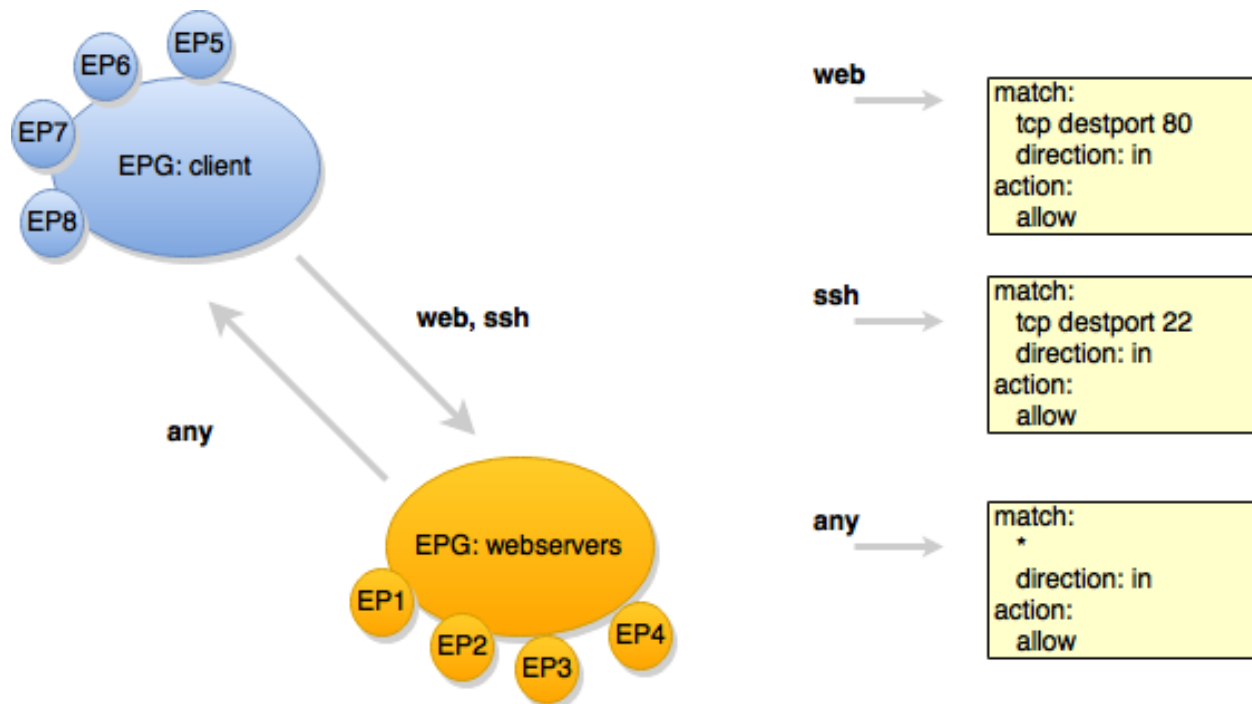 EP5
EP6
EP7
EPG: client
EP8
web, ssh
any
EPG: webservers
EP1
EP2
EP3
EP4
web
match:
tcp destport 80
direction: in
action:
allow
ssh
match:
tcp destport 22
direction: in
action:
allow
any
match:
*
direction: in
action:
allow